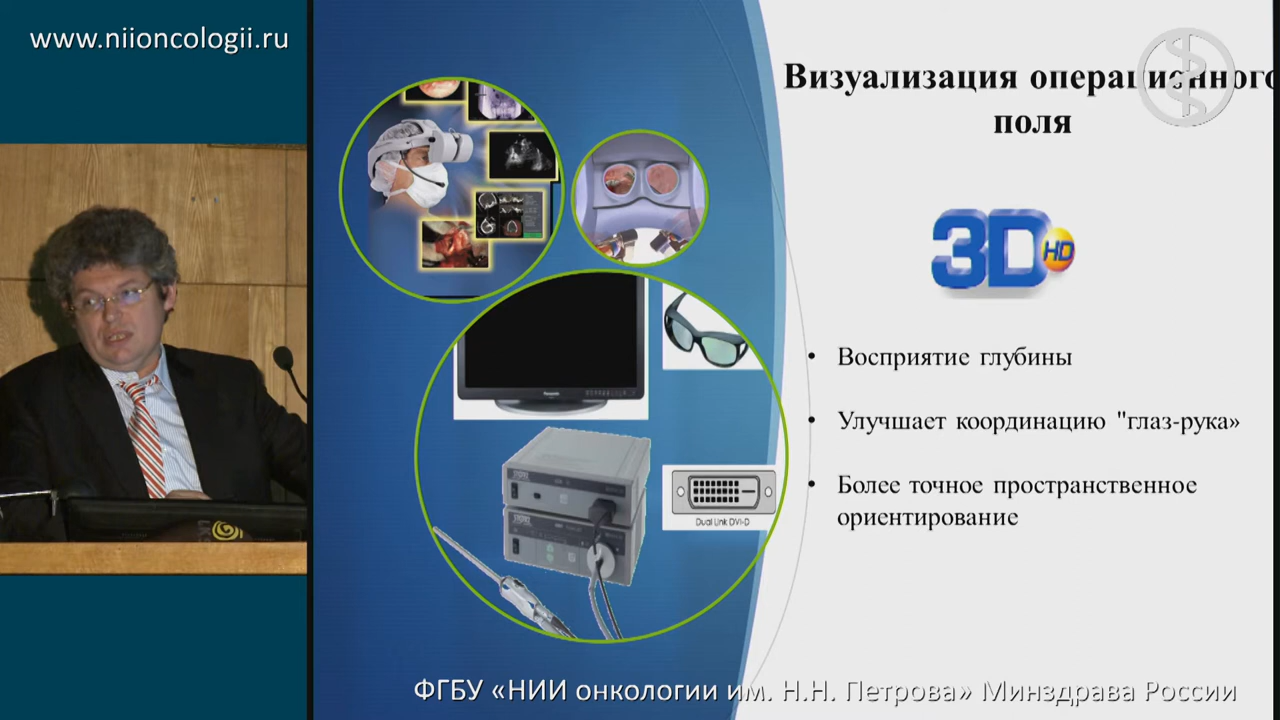 www.niioncologii.ru
Визуализация операционного
поля
3D
HD
• Восприятие глубины
• Улучшает координацию "глаз-рука»
• Более точное пространственное
ориентирование
Panasonic
Dual Link DVI-D
ФГБУ «НИИ онкологии им. Н.Н. Петрова» Минздрава России